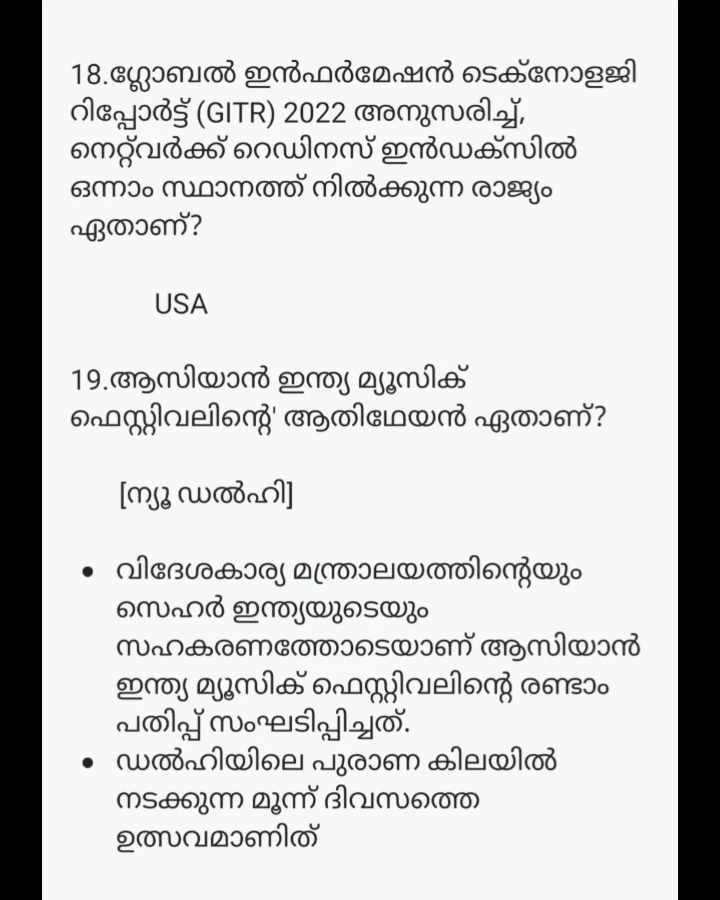 18.ഗ്ലോബൽ ഇൻഫർമേഷൻ ടെക്നോളജി
റിപ്പോർട്ട് (GITR) 2022 അനുസരിച്ച്,
നെറ്റ്‌വർക്ക് റെഡിനസ് ഇൻഡക്സിൽ
ഒന്നാം സ്ഥാനത്ത് നിൽക്കുന്ന രാജ്യം
ഏതാണ്?
USA
19.ആസിയാൻ ഇന്ത്യ മ്യൂസിക്
ഫെസ്റ്റിവലിന്റെ' ആതിഥേയൻ ഏതാണ്?
[ന്യൂ ഡൽഹി]
• വിദേശകാര്യ മന്ത്രാലയത്തിന്റെയും
സെഹർ ഇന്ത്യയുടെയും
സഹകരണത്തോടെയാണ് ആസിയാൻ
ഇന്ത്യ മ്യൂസിക് ഫെസ്റ്റിവലിന്റെ രണ്ടാം
പതിപ്പ് സംഘടിപ്പിച്ചത്.
• ഡൽഹിയിലെ പുരാണ കിലയിൽ
നടക്കുന്ന മൂന്ന് ദിവസത്തെ
ഉത്സവമാണിത്